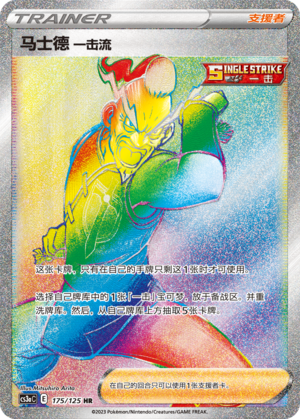 TRAINER 支援者
马士德 一击流
SINGLE STRIKE
一击
这张卡牌，只有在自己的手牌只剩这1张时才可使用。
选择自己牌库中的1张「一击」宝可梦，放于备战区。并重
洗牌库。然后，从自己牌库上方抽取5张卡牌。
Illus. Mitsuhiro Arita
CS3aC E 175/125 HR
在自己的回合只可以使用1张支援者卡。
©2023 Pokémon/Nintendo/Creatures/GAME FREAK.